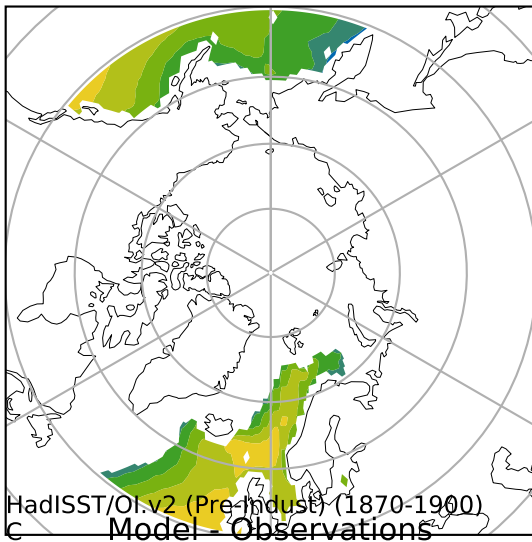 HadISST/OI.v2 (Pre-Indust) (1870-1900)
C Model - Observations